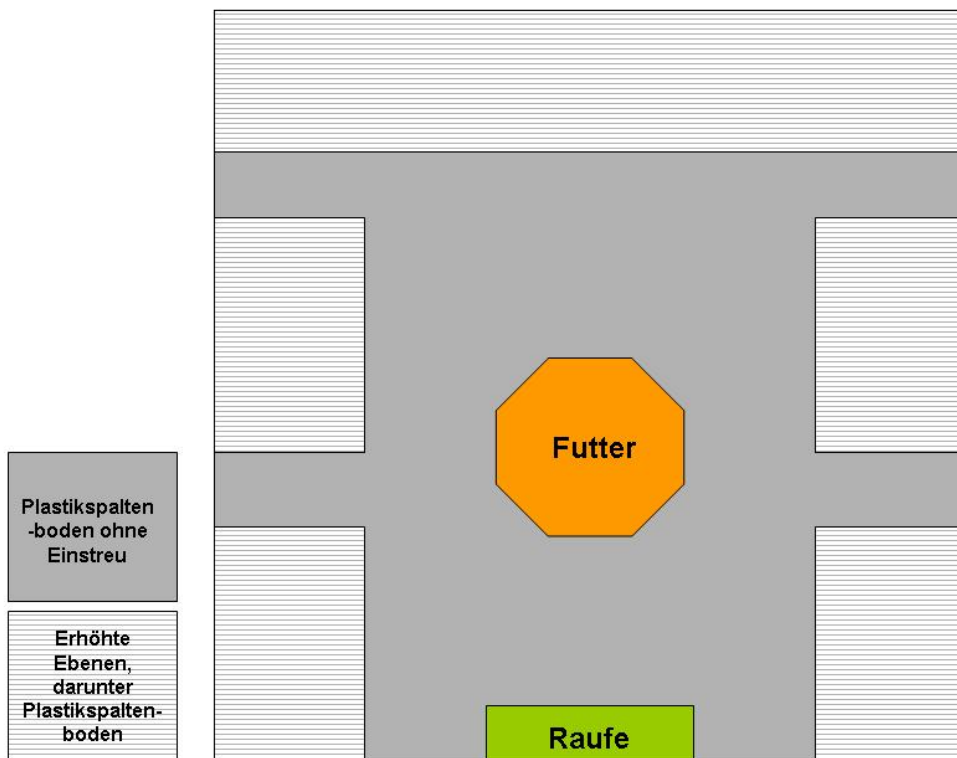 Futter
Plastikspalten
-boden ohne
Einstreu
Erhöhte
Ebenen,
darunter
Plastikspalten-
boden
Raufe